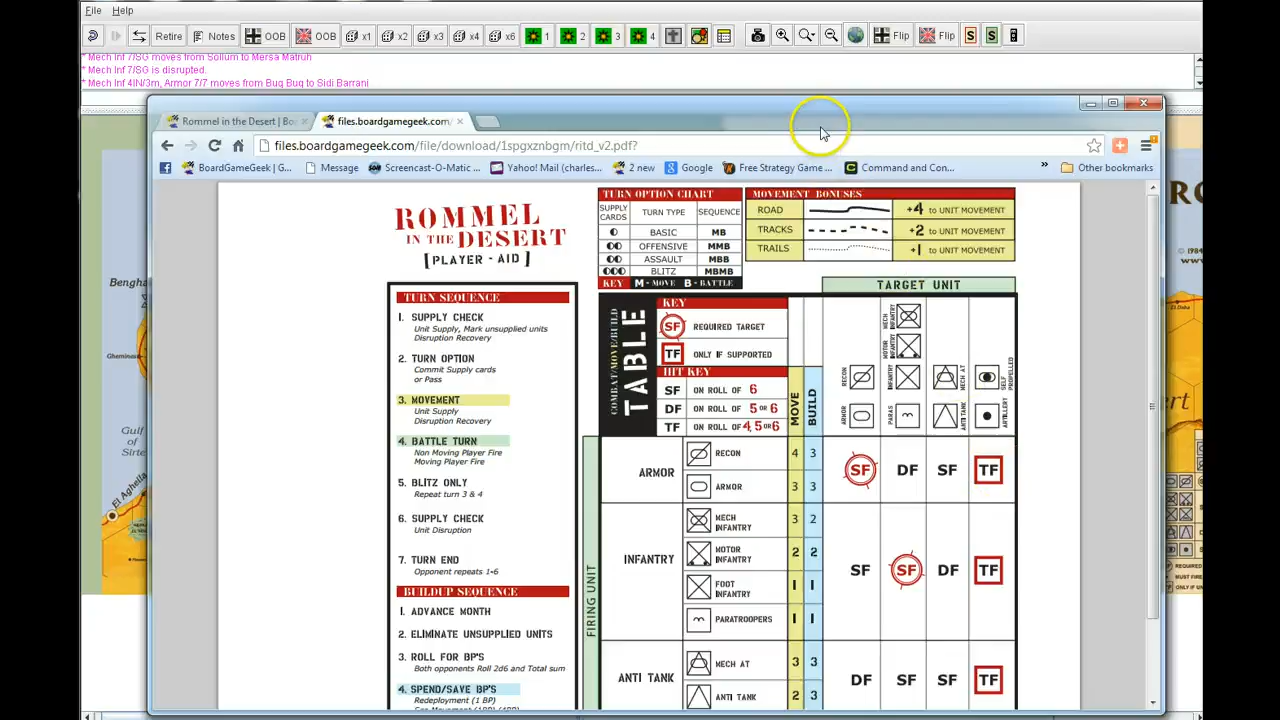 File Help
Retire Notes OOB OOB x1 x2 x3 x4 x6 1 2 3 4 Flip Flip S S
* Mech Inf 7/SG moves from Sollum to Mersa Matruh
* Mech Inf 7/SG is disrupted.
* Mech Inf 4IN/3m, Armor 7/7 moves from Buq Buq to Sidi Barrani
Rommel in the Desert | Bo
files.boardgamegeek.com/
files.boardgamegeek.com/file/download/1spgxznbgm/ritd_v2.pdf?
BoardGameGeek | G... Message Screencast-O-Matic ... Yahoo! Mail (charles... 2 new Google Free Strategy Game ... Command and Con... » Other bookmarks
ROMMEL
IN THE DESERT
[PLAYER - AID]
TURN OPTION CHART
SUPPLY CARDS TURN TYPE SEQUENCE
BASIC MB
OFFENSIVE MMB
ASSAULT MBB
BLITZ MBMB
KEY M - MOVE B - BATTLE
MOVEMENT BONUSES
ROAD +4 to UNIT MOVEMENT
TRACKS +2 to UNIT MOVEMENT
TRAILS +1 to UNIT MOVEMENT
TURN SEQUENCE
1. SUPPLY CHECK
Unit Supply, Mark unsupplied units
Disruption Recovery
2. TURN OPTION
Commit Supply cards
or Pass
3. MOVEMENT
Unit Supply
Disruption Recovery
4. BATTLE TURN
Non Moving Player Fire
Moving Player Fire
5. BLITZ ONLY
Repeat turn 3 & 4
6. SUPPLY CHECK
Unit Disruption
7. TURN END
Opponent repeats 1-6
BUILDUP SEQUENCE
1. ADVANCE MONTH
2. ELIMINATE UNSUPPLIED UNITS
3. ROLL FOR BP'S
Both opponents Roll 2d6 and Total sum
4. SPEND/SAVE BP'S
Redeployment (1 BP)
TARGET UNIT
COMBAT/MOVE/BUILD
TABLE
KEY
SF REQUIRED TARGET
TF ONLY IF SUPPORTED
HIT KEY
SF ON ROLL OF 6
DF ON ROLL OF 5 OR 6
TF ON ROLL OF 4, 5 OR 6
MOVE
BUILD
RECON
ARMOR
MECH INFANTRY
MOTOR INFANTRY
INFANTRY
PARAS
MECH AT
ANTI TANK
SELF PROPELLED
ARTILLERY
FIRING UNIT
ARMOR
RECON 4 3
ARMOR 3 3
SF DF SF TF
INFANTRY
MECH INFANTRY 3 2
MOTOR INFANTRY 2 2
FOOT INFANTRY 1 1
PARATROOPERS 1 1
SF SF DF TF
ANTI TANK
MECH AT 3 3
ANTI TANK 2 3
DF SF SF TF
Bengha
Ghemines
Gulf
of
Sirte
El Agheila
© 1984
www.
El Daba
REQUIRED
MUST FIRE
ONLY IF